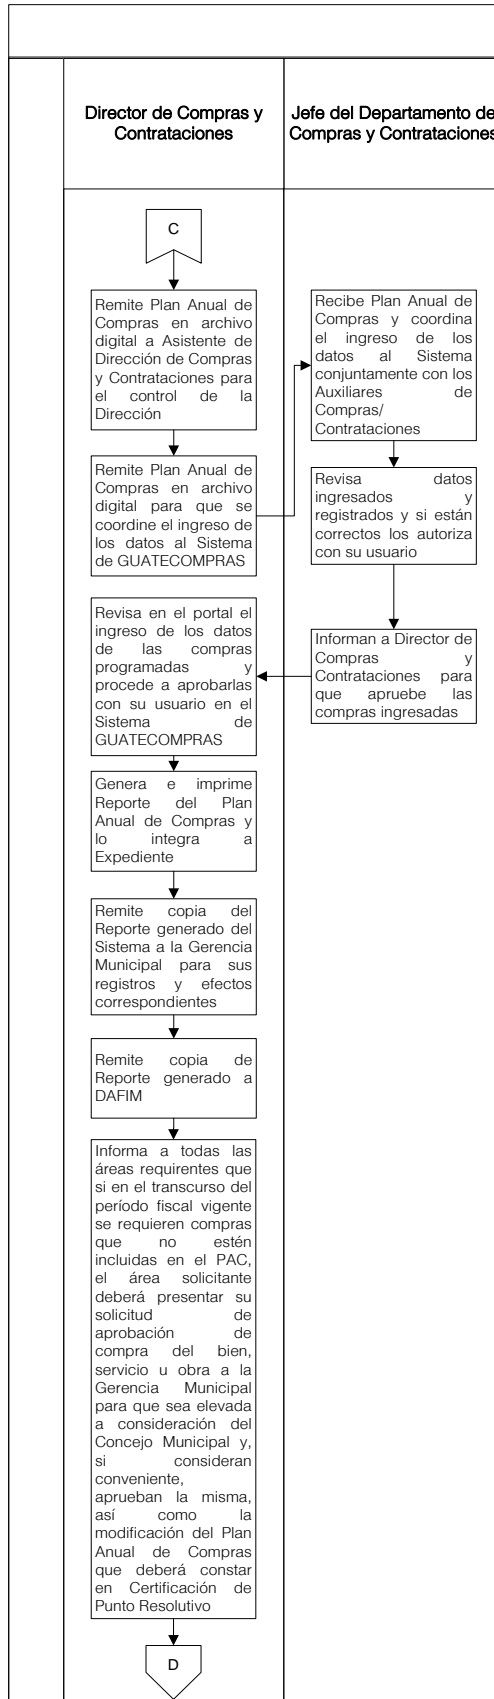 Director de Compras y
Contrataciones
Jefe del Departamento de
Compras y Contrataciones
C
Remite Plan Anual de
Compras en archivo
digital a Asistente de
Dirección de Compras
y Contrataciones para
el control de la
Dirección
Remite Plan Anual de
Compras en archivo
digital para que se
coordine el ingreso de
los datos al Sistema
de GUATECOMPRAS
Recibe Plan Anual de
Compras y coordina
el ingreso de los
datos al Sistema
conjuntamente con los
Auxiliares de
Compras/
Contrataciones
Revisa datos
ingresados y
registrados y si están
correctos los autoriza
con su usuario
Informan a Director de
Compras y
Contrataciones para
que apruebe las
compras ingresadas
Revisa en el portal el
ingreso de los datos
de las compras
programadas y
procede a aprobarlas
con su usuario en el
Sistema de
GUATECOMPRAS
Genera e imprime
Reporte del Plan
Anual de Compras y
lo integra a
Expediente
Remite copia del
Reporte generado del
Sistema a la Gerencia
Municipal para sus
registros y efectos
correspondientes
Remite copia de
Reporte generado a
DAFIM
Informa a todas las
áreas requirentes que
si en el transcurso del
período fiscal vigente
se requieren compras
que no estén
incluidas en el PAC,
el área solicitante
deberá presentar su
solicitud de
aprobación de
compra del bien,
servicio u obra a la
Gerencia Municipal
para que sea elevada
a consideración del
Concejo Municipal y,
si consideran
conveniente,
aprueban la misma,
así como la
modificación del Plan
Anual de Compras
que deberá constar
en Certificación de
Punto Resolutivo
D